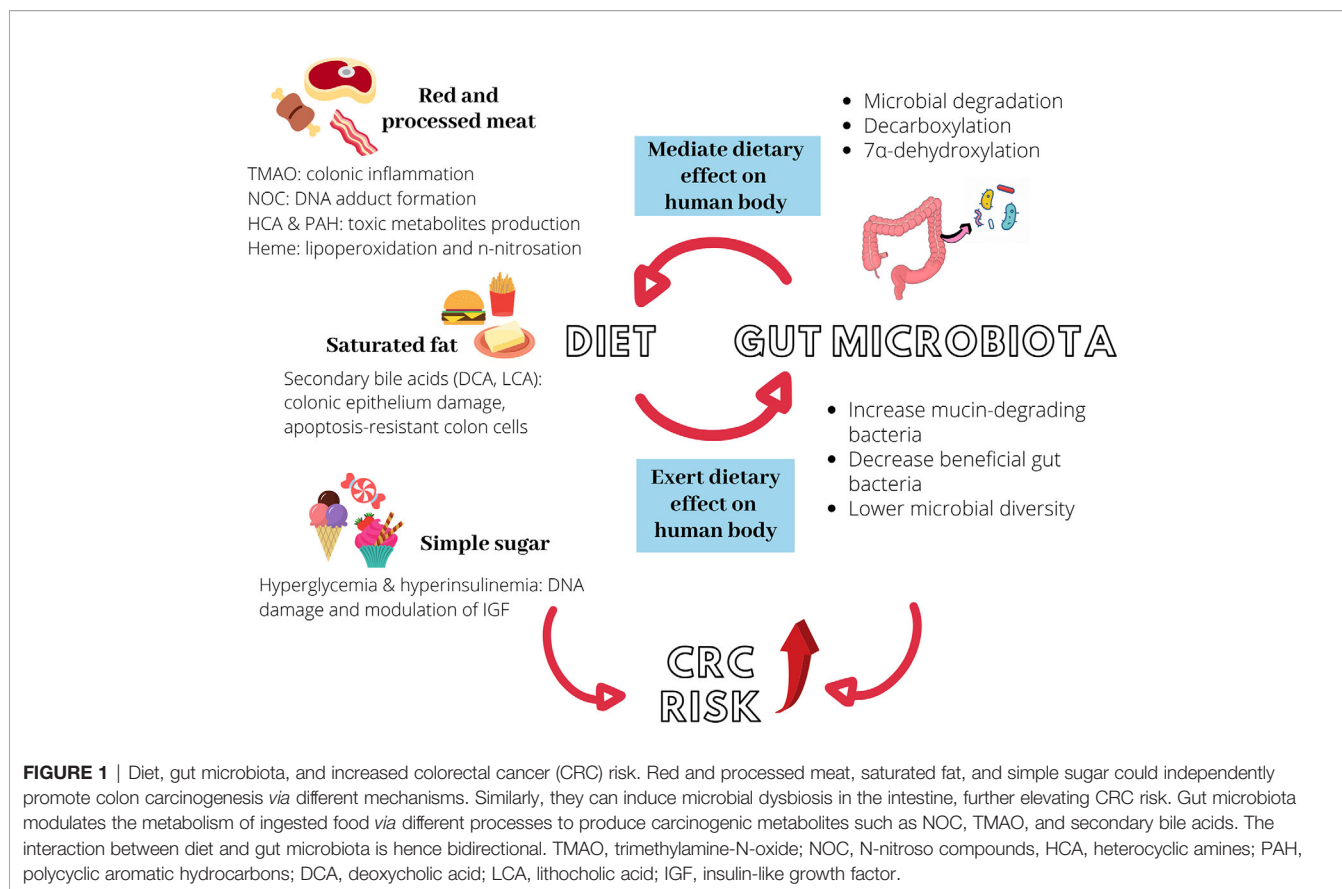 Red and
processed meat
TMAO: colonic inflammation
NOC: DNA adduct formation
HCA & PAH: toxic metabolites production
Heme: lipoperoxidation and n-nitrosation
Saturated fat
Secondary bile acids (DCA, LCA):
colonic epithelium damage,
apoptosis-resistant colon cells
Simple sugar
Hyperglycemia & hyperinsulinemia: DNA
damage and modulation of IGF
Mediate dietary
effect on
human body
DIET
Exert dietary
effect on
human body
• Microbial degradation
• Decarboxylation
• 7α-dehydroxylation
GUT MICROBIOTA
• Increase mucin-degrading
bacteria
• Decrease beneficial gut
bacteria
• Lower microbial diversity
CRC
RISK
FIGURE 1 | Diet, gut microbiota, and increased colorectal cancer (CRC) risk. Red and processed meat, saturated fat, and simple sugar could independently
promote colon carcinogenesis via different mechanisms. Similarly, they can induce microbial dysbiosis in the intestine, further elevating CRC risk. Gut microbiota
modulates the metabolism of ingested food via different processes to produce carcinogenic metabolites such as NOC, TMAO, and secondary bile acids. The
interaction between diet and gut microbiota is hence bidirectional. TMAO, trimethylamine-N-oxide; NOC, N-nitroso compounds, HCA, heterocyclic amines; PAH,
polycyclic aromatic hydrocarbons; DCA, deoxycholic acid; LCA, lithocholic acid; IGF, insulin-like growth factor.